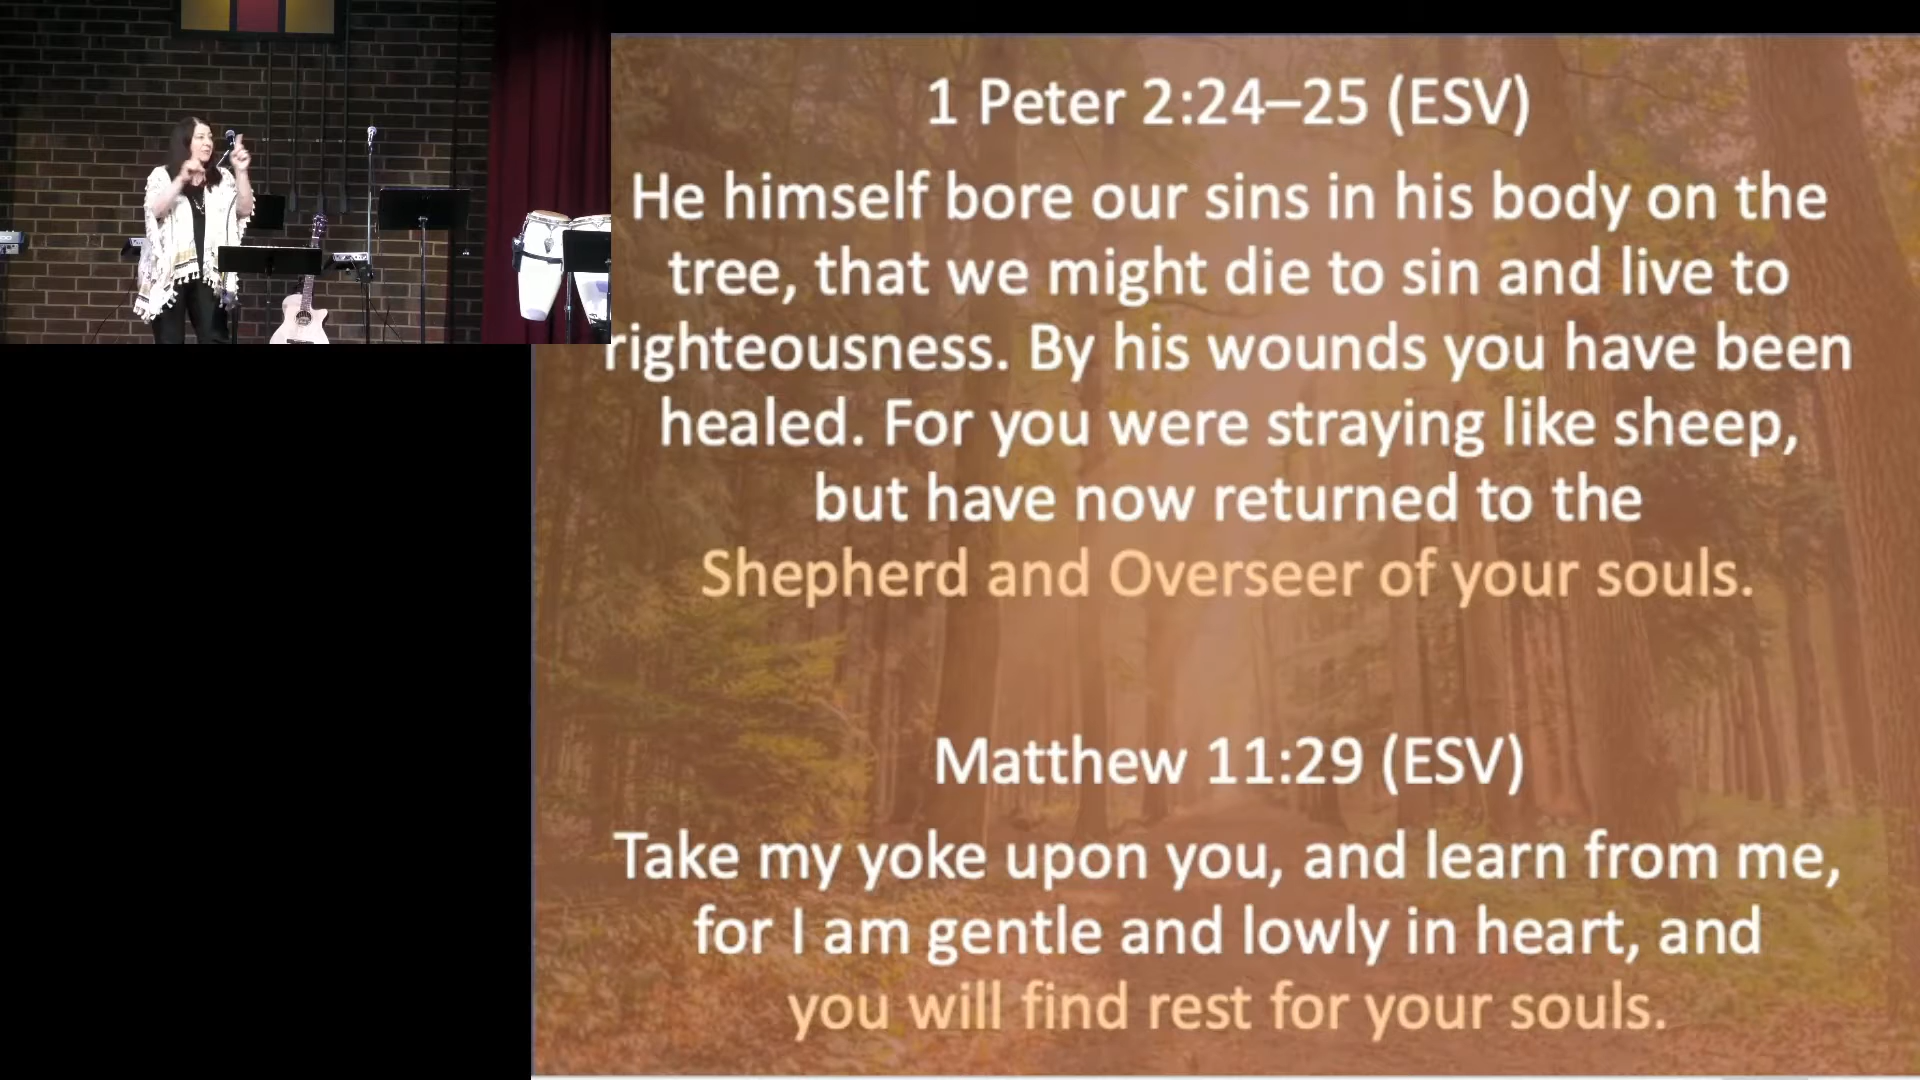 1 Peter 2:24–25 (ESV)
He himself bore our sins in his body on the
tree, that we might die to sin and live to
righteousness. By his wounds you have been
healed. For you were straying like sheep,
but have now returned to the
Shepherd and Overseer of your souls.
Matthew 11:29 (ESV)
Take my yoke upon you, and learn from me,
for I am gentle and lowly in heart, and
you will find rest for your souls.